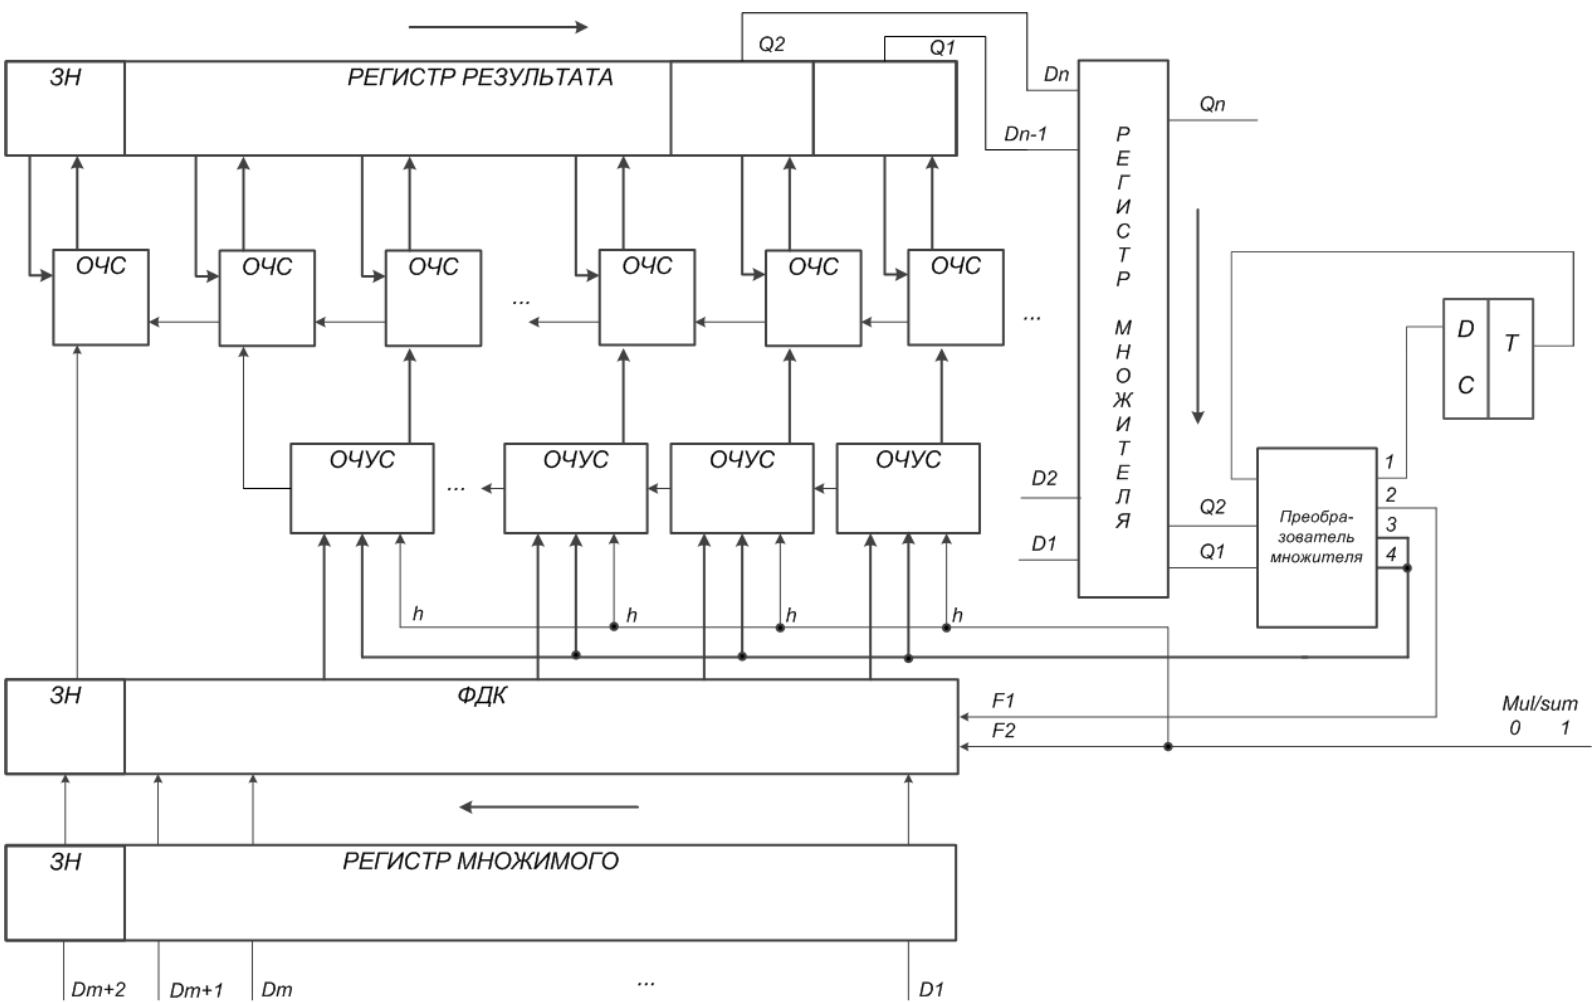 Q2
Q1
ЗН
РЕГИСТР РЕЗУЛЬТАТА
Dn
Qn
Dn-1
РЕГИСТР МНОЖИТЕЛЯ
ОЧС
ОЧС
ОЧС
ОЧС
ОЧС
ОЧС
...
...
D
T
C
ОЧУС
ОЧУС
ОЧУС
ОЧУС
...
D2
D1
Q2
Q1
1
2
3
4
Преобра-
зователь
множителя
h
h
h
h
ЗН
ФДК
F1
F2
Mul/sum
0 1
ЗН
РЕГИСТР МНОЖИМОГО
Dm+2
Dm+1
Dm
...
D1